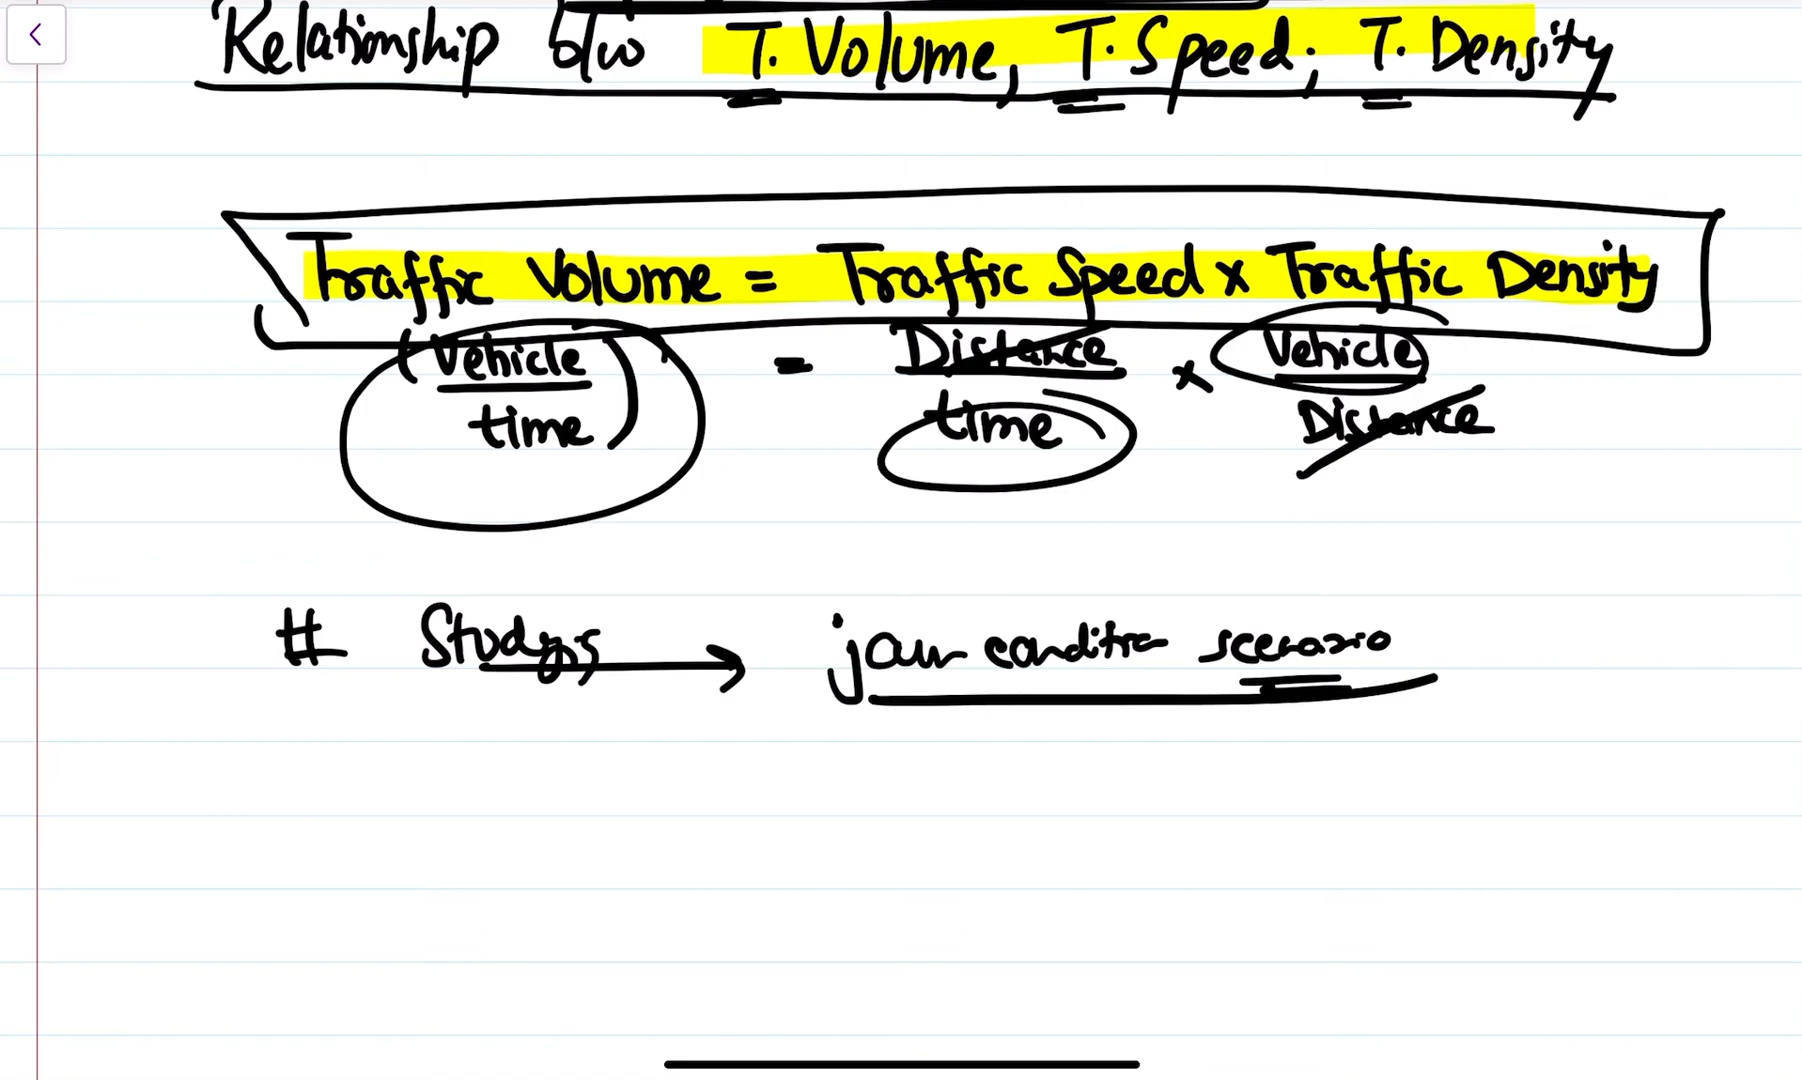 Relationship b/w T. Volume, T. Speed; T. Density
Traffic Volume = Traffic Speed x Traffic Density
(Vehicle/time) = Distance/time x Vehicle/Distance
# Studying → jam condition scenario